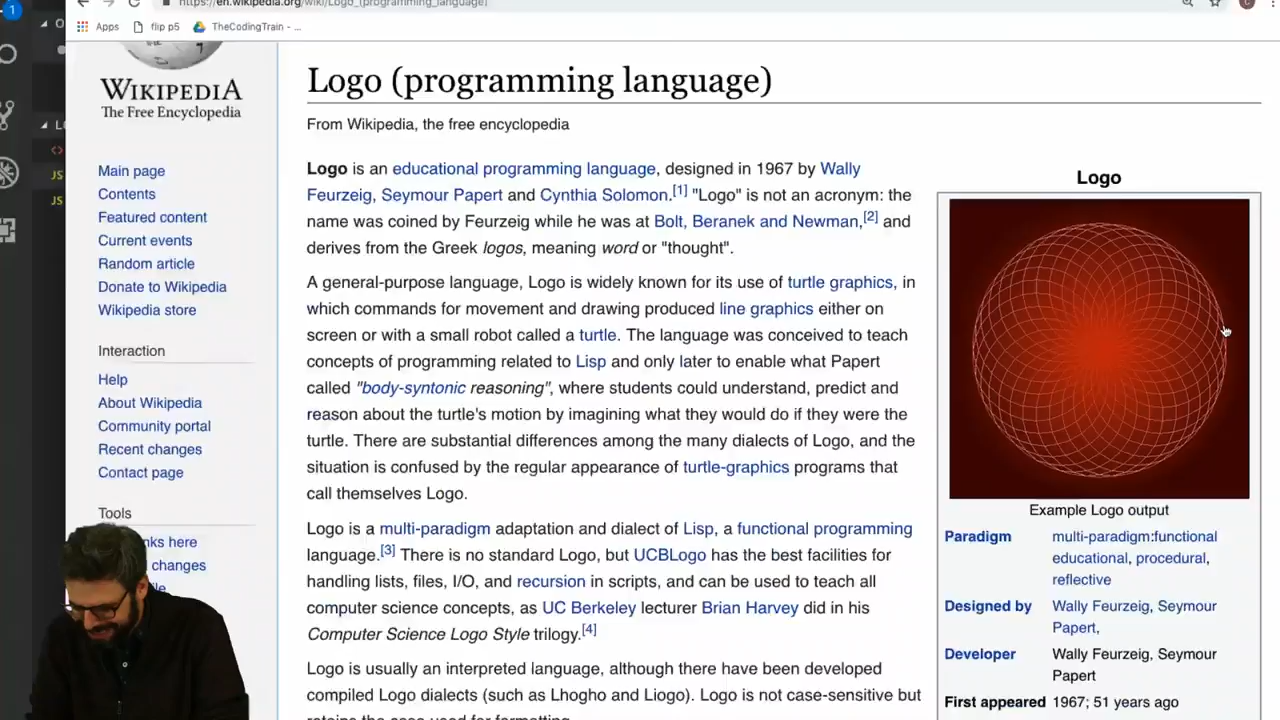 1
https://en.wikipedia.org/wiki/Logo_(programming_language)
C
Apps
flip p5
TheCodingTrain - ...
O
L
<>
JS
JS
WIKIPEDIA
The Free Encyclopedia
Main page
Contents
Featured content
Current events
Random article
Donate to Wikipedia
Wikipedia store
Interaction
Help
About Wikipedia
Community portal
Recent changes
Contact page
Tools
nks here
changes
Logo (programming language)
From Wikipedia, the free encyclopedia
Logo is an educational programming language, designed in 1967 by Wally
Feurzeig, Seymour Papert and Cynthia Solomon.[1] "Logo" is not an acronym: the
name was coined by Feurzeig while he was at Bolt, Beranek and Newman,[2] and
derives from the Greek logos, meaning word or "thought".
A general-purpose language, Logo is widely known for its use of turtle graphics, in
which commands for movement and drawing produced line graphics either on
screen or with a small robot called a turtle. The language was conceived to teach
concepts of programming related to Lisp and only later to enable what Papert
called "body-syntonic reasoning", where students could understand, predict and
reason about the turtle's motion by imagining what they would do if they were the
turtle. There are substantial differences among the many dialects of Logo, and the
situation is confused by the regular appearance of turtle-graphics programs that
call themselves Logo.
Logo is a multi-paradigm adaptation and dialect of Lisp, a functional programming
language.[3] There is no standard Logo, but UCBLogo has the best facilities for
handling lists, files, I/O, and recursion in scripts, and can be used to teach all
computer science concepts, as UC Berkeley lecturer Brian Harvey did in his
Computer Science Logo Style trilogy.[4]
Logo is usually an interpreted language, although there have been developed
compiled Logo dialects (such as Lhogho and Liogo). Logo is not case-sensitive but
retains the case used for formatting.
Logo
Example Logo output
Paradigm multi-paradigm:functional
educational, procedural,
reflective
Designed by Wally Feurzeig, Seymour
Papert,
Developer Wally Feurzeig, Seymour
Papert
First appeared 1967; 51 years ago